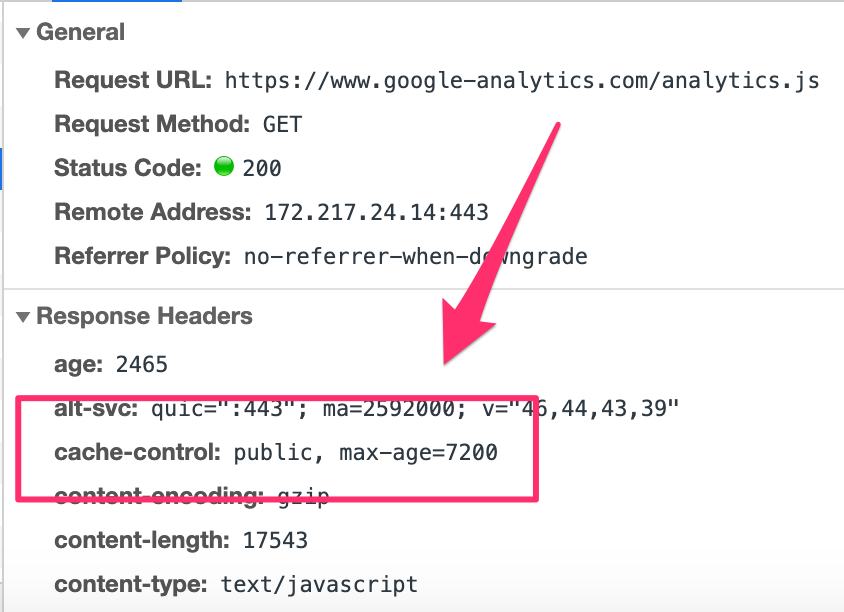 General
Request URL: https://www.google-analytics.com/analytics.js
Request Method: GET
Status Code: 200
Remote Address: 172.217.24.14:443
Referrer Policy: no-referrer-when-downgrade
Response Headers
age: 2465
alt-svc: quic=":443"; ma=2592000; v="46,44,43,39"
cache-control: public, max-age=7200
content-encoding: gzip
content-length: 17543
content-type: text/javascript